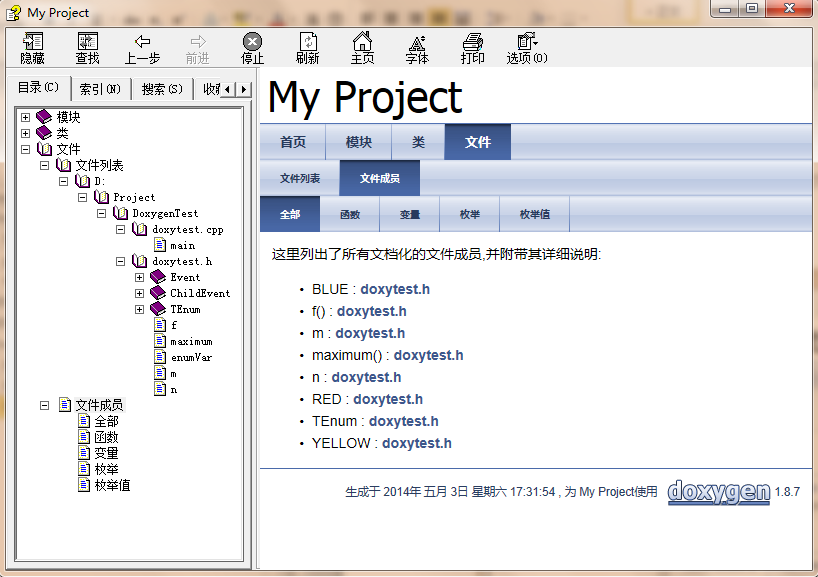 My Project
隐藏 查找 上一步 前进 停止 刷新 主页 字体 打印 选项(O)
目录(C) 索引(N) 搜索(S)
模块
类
文件
文件列表
D:
Project
DoxygenTest
doxytest.cpp
main
doxytest.h
Event
ChildEvent
TEnum
f
maximum
enumVar
m
n
文件成员
全部
函数
变量
枚举
枚举值
My Project
首页 模块 类 文件
文件列表 文件成员
全部 函数 变量 枚举 枚举值
这里列出了所有文档化的文件成员,并附带其详细说明:
• BLUE : doxytest.h
• f() : doxytest.h
• m : doxytest.h
• maximum() : doxytest.h
• n : doxytest.h
• RED : doxytest.h
• TEnum : doxytest.h
• YELLOW : doxytest.h
生成于 2014年 五月 3日 星期六 17:31:54 , 为 My Project使用 doxygen 1.8.7